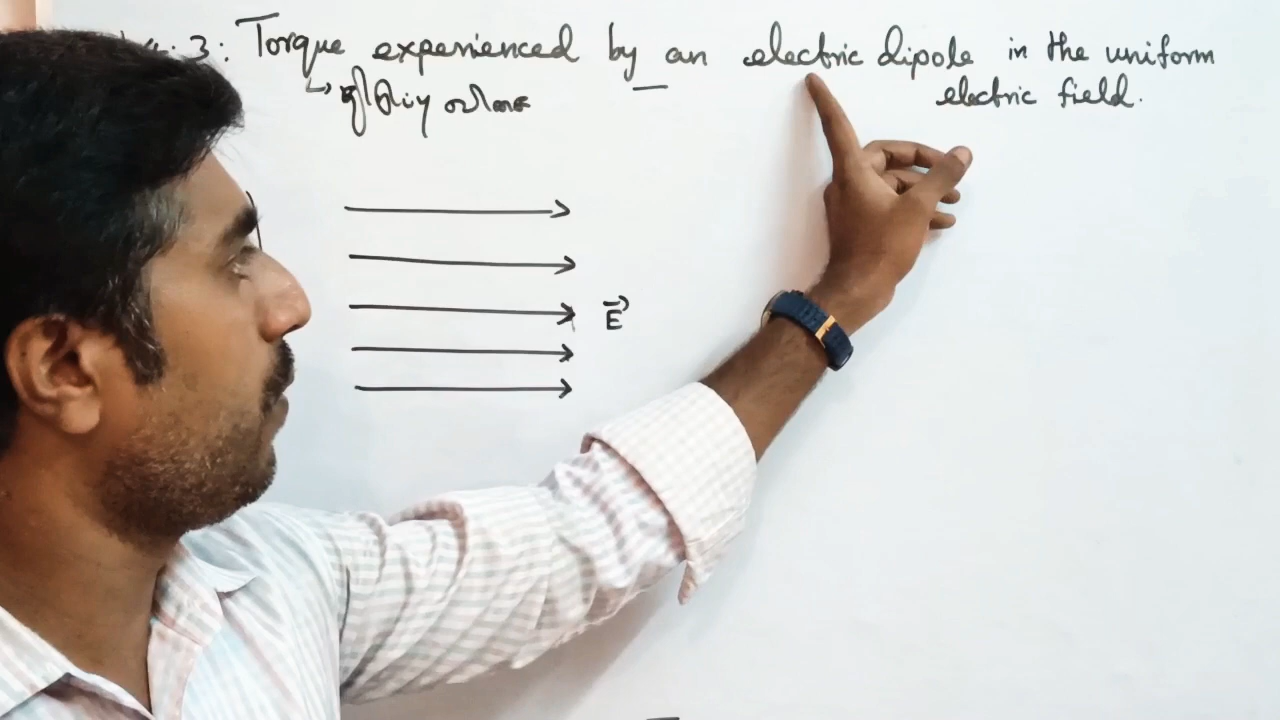 4.3: Torque experienced by an electric dipole in the uniform
electric field.
திருப்பு விசை
E⃗